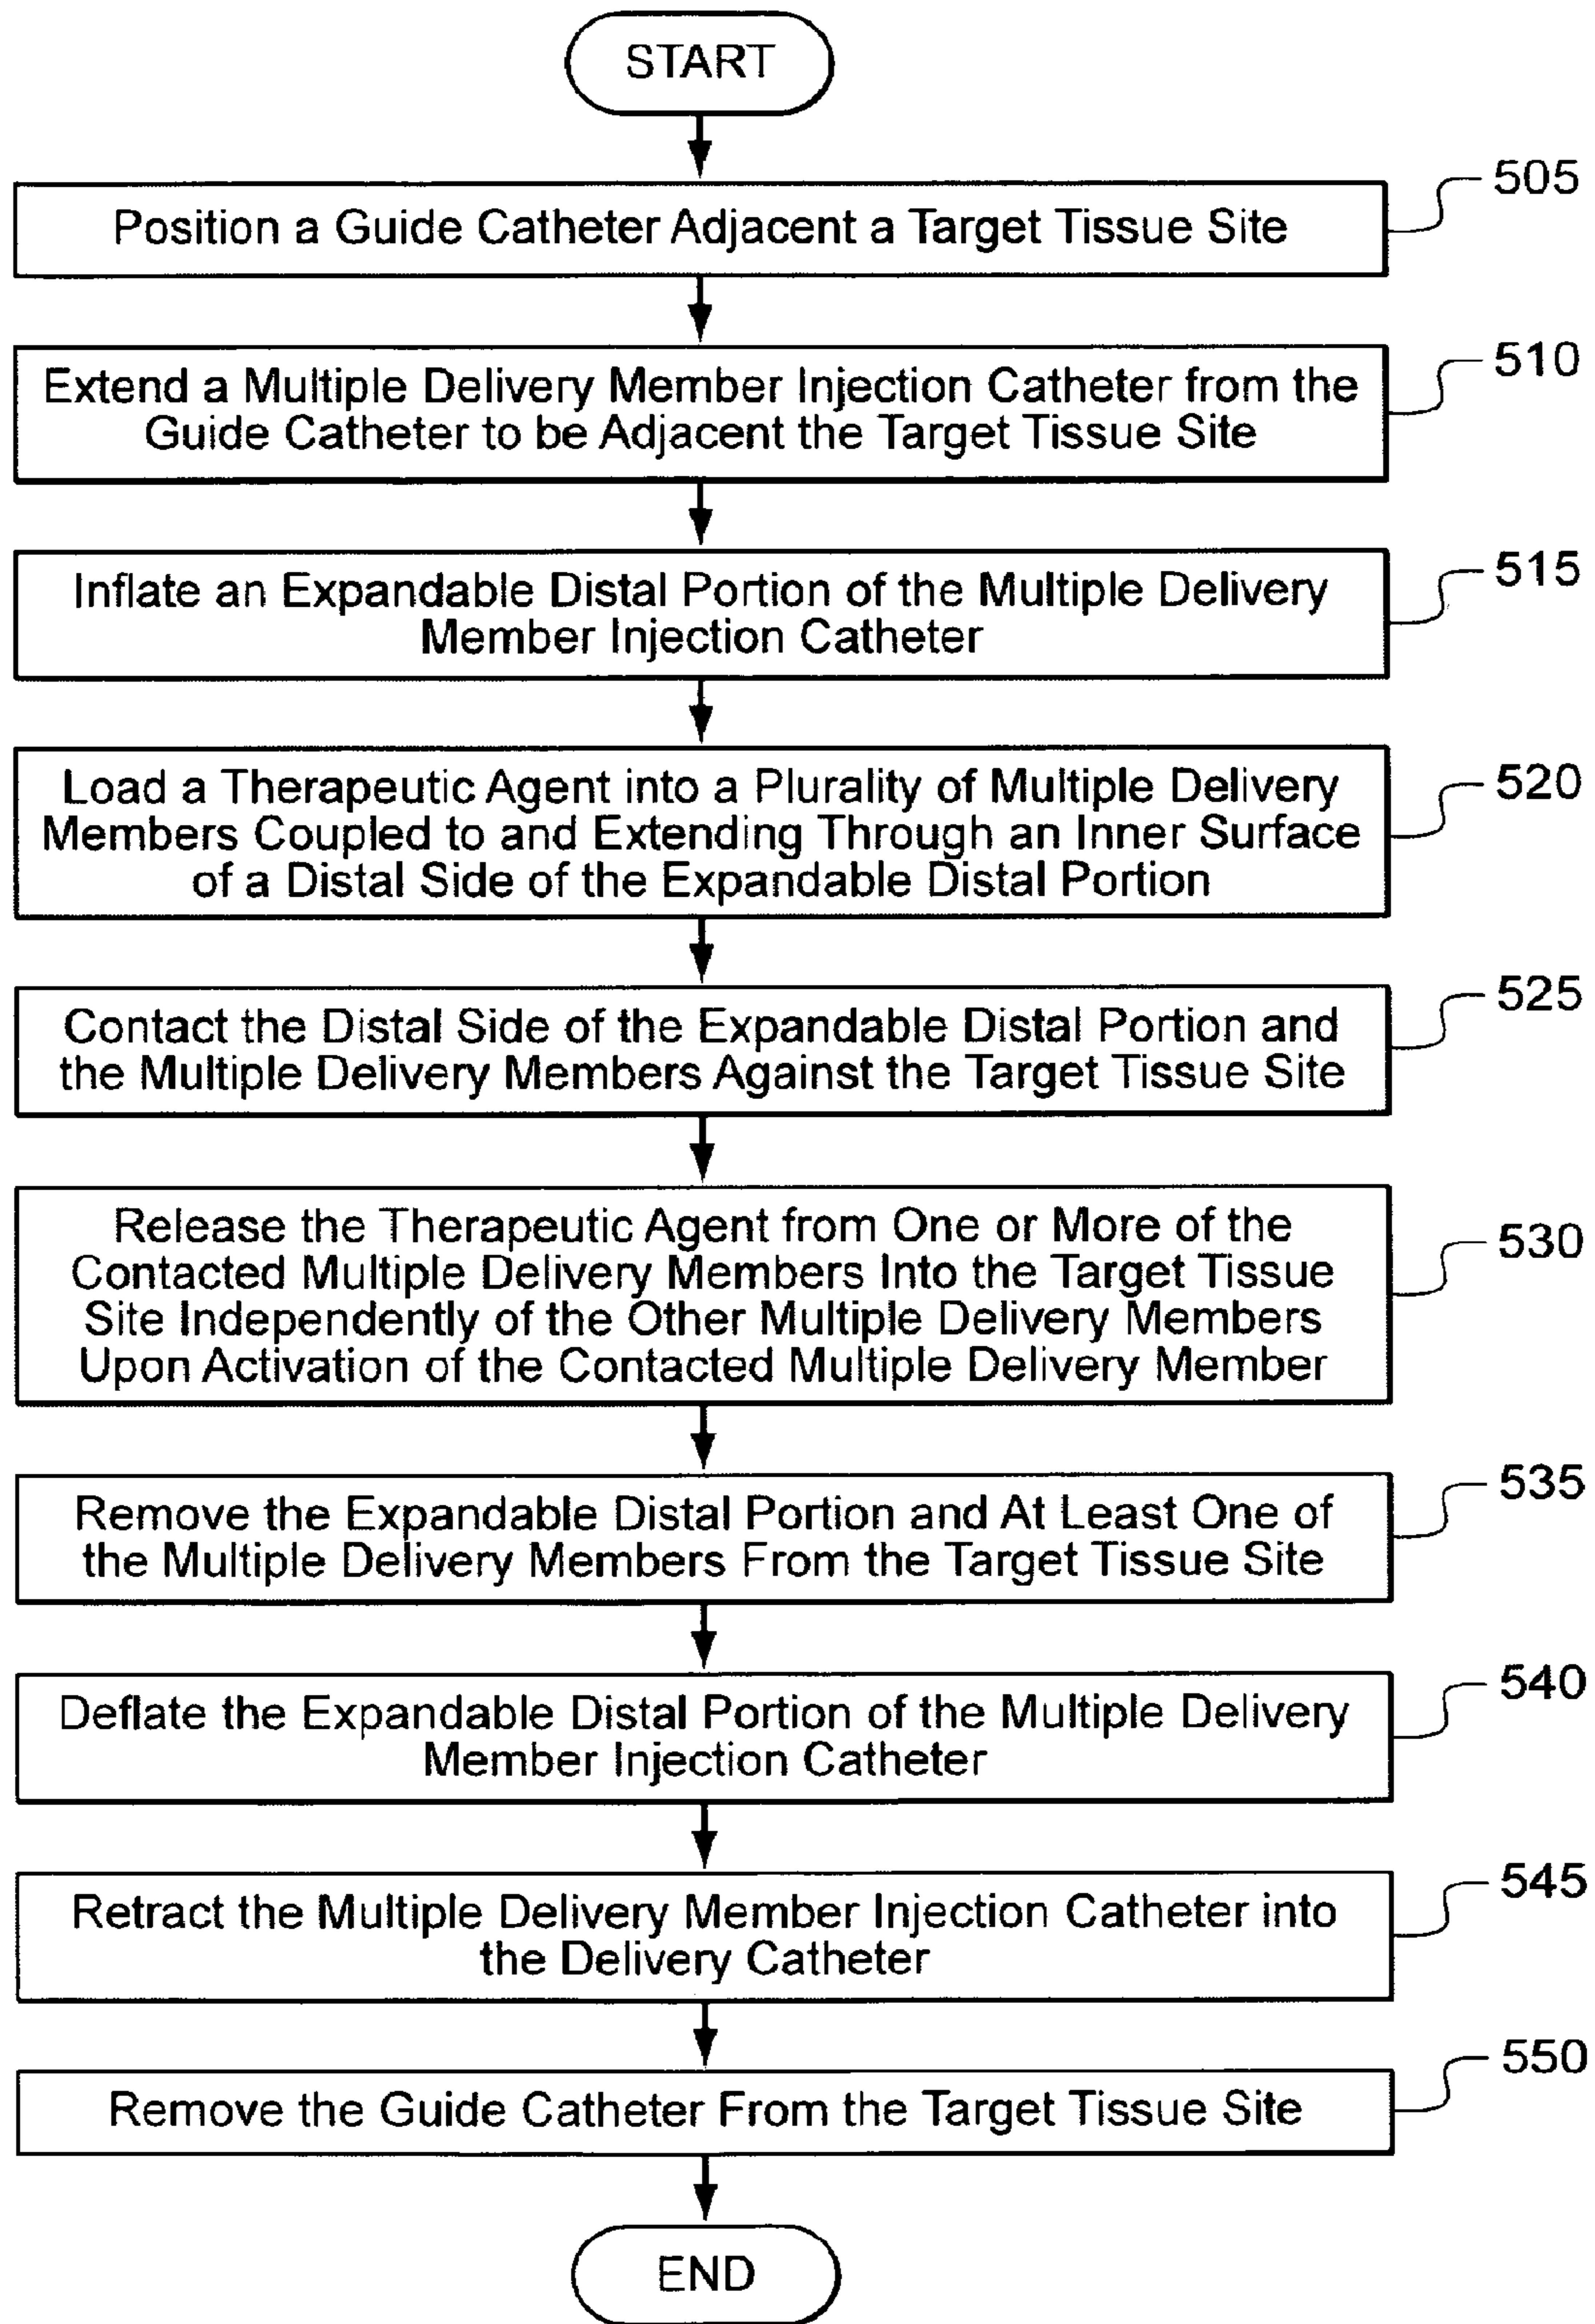 START
Position a Guide Catheter Adjacent a Target Tissue Site
505
Extend a Multiple Delivery Member Injection Catheter from the
Guide Catheter to be Adjacent the Target Tissue Site
510
Inflate an Expandable Distal Portion of the Multiple Delivery
Member Injection Catheter
515
Load a Therapeutic Agent into a Plurality of Multiple Delivery
Members Coupled to and Extending Through an Inner Surface
of a Distal Side of the Expandable Distal Portion
520
Contact the Distal Side of the Expandable Distal Portion and
the Multiple Delivery Members Against the Target Tissue Site
525
Release the Therapeutic Agent from One or More of the
Contacted Multiple Delivery Members Into the Target Tissue
Site Independently of the Other Multiple Delivery Members
Upon Activation of the Contacted Multiple Delivery Member
530
Remove the Expandable Distal Portion and At Least One of
the Multiple Delivery Members From the Target Tissue Site
535
Deflate the Expandable Distal Portion of the Multiple Delivery
Member Injection Catheter
540
Retract the Multiple Delivery Member Injection Catheter into
the Delivery Catheter
545
Remove the Guide Catheter From the Target Tissue Site
550
END